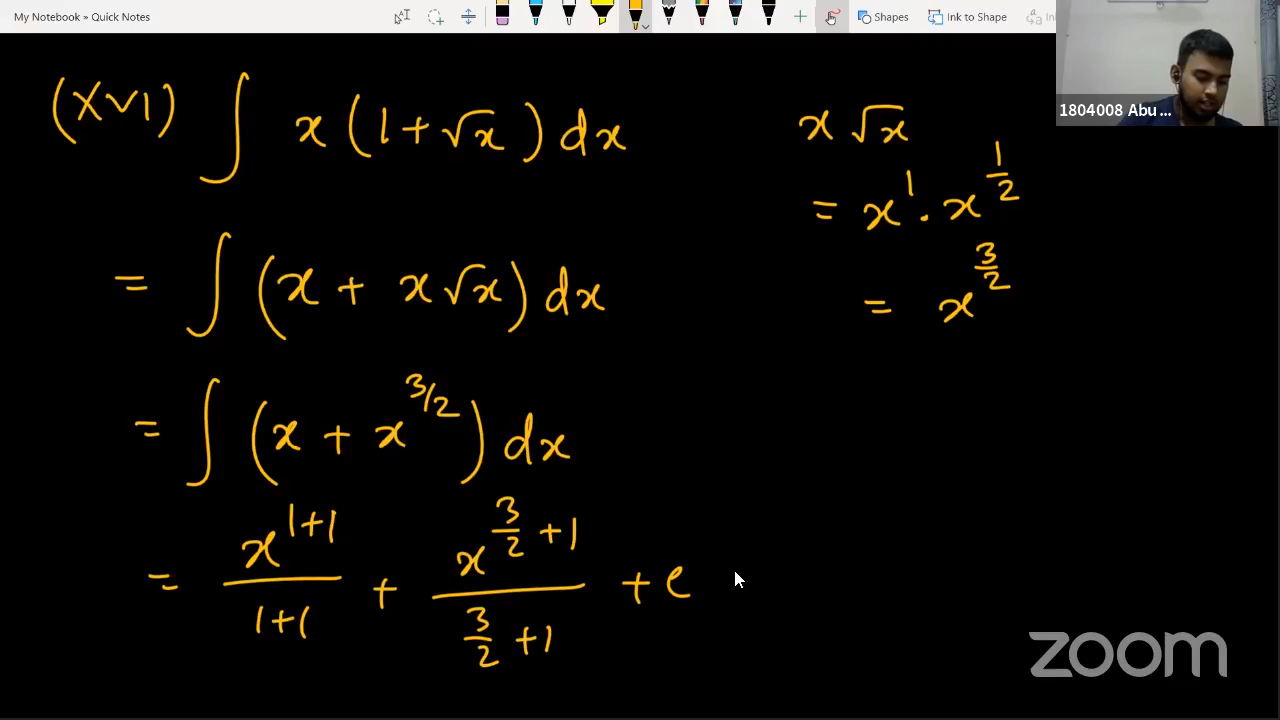 My Notebook » Quick Notes
Shapes
Ink to Shape
1804008 Abu ...
(XVI) ∫ x (1 + √x) dx
= ∫ (x + x√x) dx
= ∫ (x + x^{3/2}) dx
= x^{1+1}/(1+1) + x^{3/2 + 1}/(3/2 + 1) + c
x √x
= x^1 . x^{1/2}
= x^{3/2}
zoom